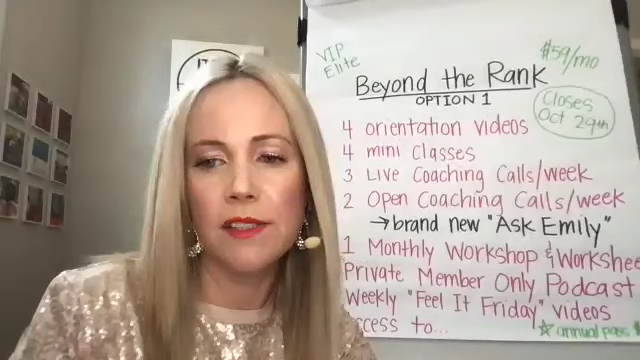 VIP
Elite
$59/mo
Beyond the Rank
OPTION 1
Closes
Oct 29th
4 orientation videos
4 mini Classes
3 Live Coaching Calls/week
2 Open Coaching Calls/week
→brand new "Ask Emily"
1 Monthly Workshop & Workshee
Private Member Only Podcast
Weekly "Feel It Friday" videos
ccess to...
☆annual pass